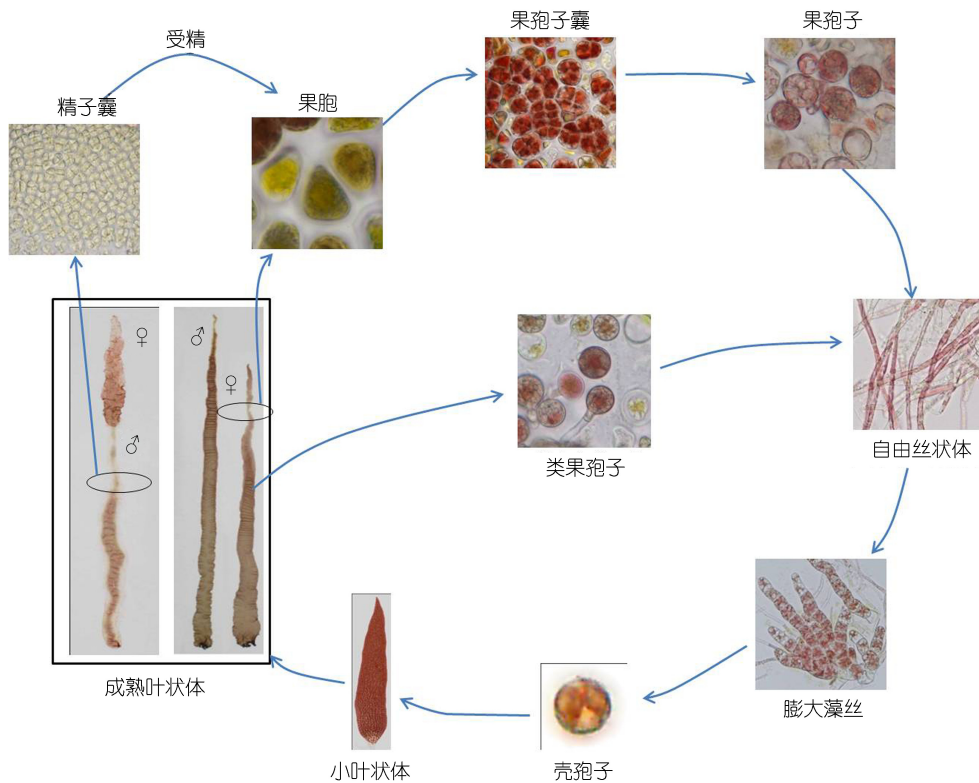 受精
果孢子囊
果孢子
精子囊
果胞
♀
♂
♀
♂
类果孢子
自由丝状体
成熟叶状体
小叶状体
壳孢子
膨大藻丝